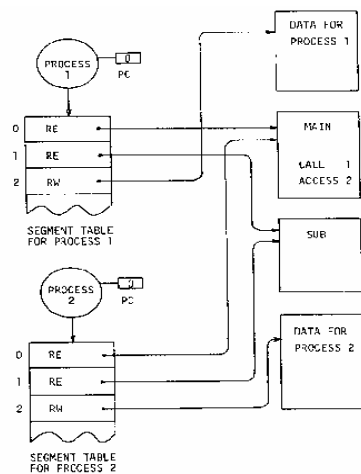 DATA FOR
PROCESS 1
PROCESS
1
0
PC
0 RE
1 RE
2 RW
SEGMENT TABLE
FOR PROCESS 1
MAIN
CALL 1
ACCESS 2
SUB
PROCESS
2
PC
DATA FOR
PROCESS 2
0 RE
1 RE
2 RW
SEGMENT TABLE
FOR PROCESS 2